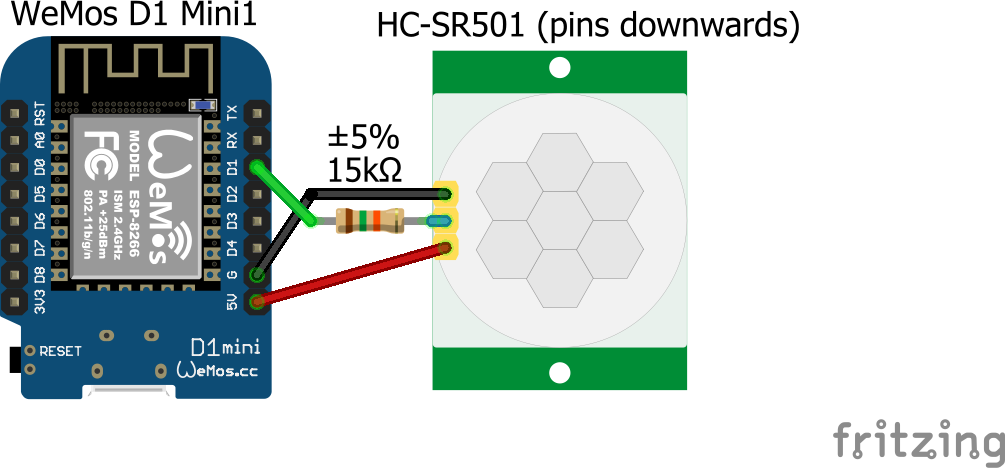 WeMos D1 Mini1
HC-SR501 (pins downwards)
±5%
15kΩ
RST
A0
D0
D5
D6
D7
D8
3V3
TX
RX
D1
D2
D3
D4
G
5V
WeMos
FC
MODEL ESP-8266
ISM 2.4GHz
PA +25dBm
802.11b/g/n
RESET
D1mini
WeMos.cc
fritzing